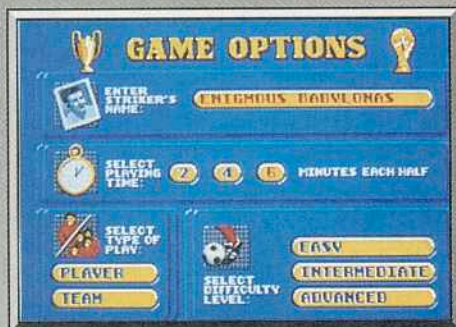 GAME OPTIONS
ENTER
STRIKER'S
NAME:
ENIGMOUS BABYLONAS
SELECT
PLAYING
TIME:
2 4 6 MINUTES EACH HALF
SELECT
TYPE OF
PLAY:
PLAYER
TEAM
SELECT
DIFFICULTY
LEVEL:
EASY
INTERMEDIATE
ADVANCED